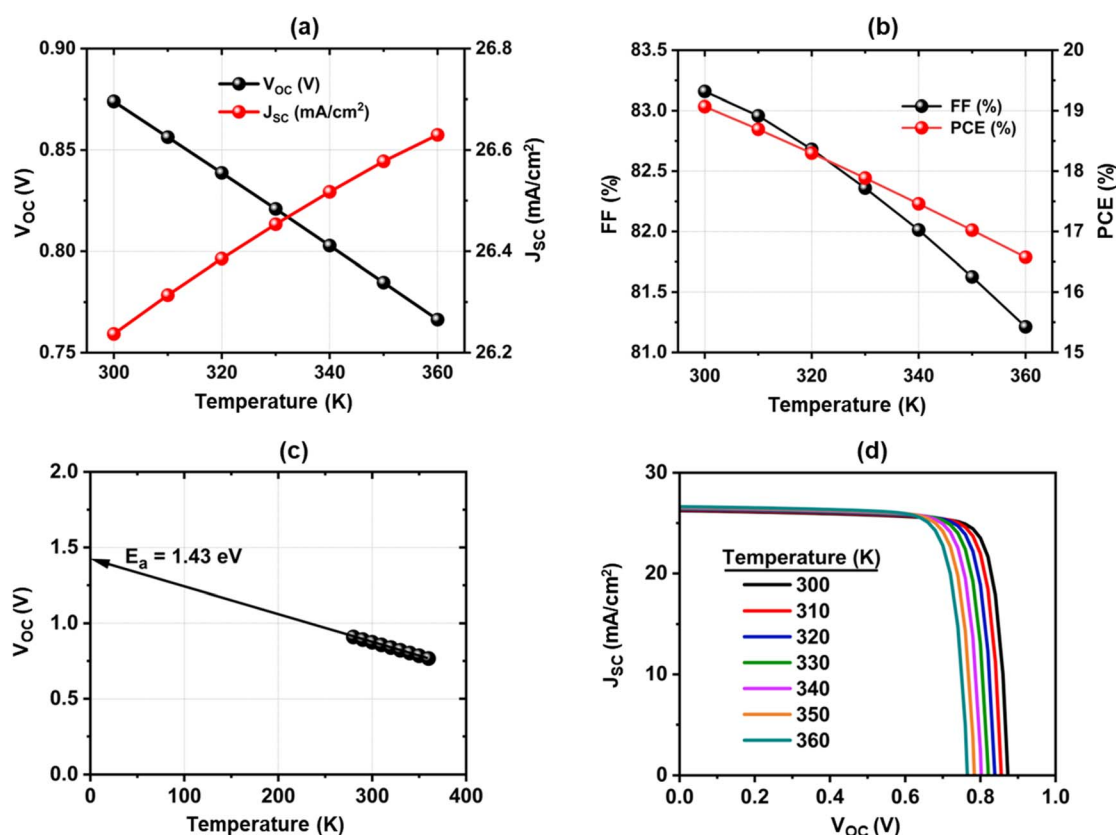 (a)
0.90
0.85
0.80
0.75
V_OC (V)
26.8
26.6
26.4
26.2
J_SC (mA/cm²)
V_OC (V)
J_SC (mA/cm²)
300 320 340 360
Temperature (K)
(b)
83.5
83.0
82.5
82.0
81.5
81.0
FF (%)
20
19
18
17
16
15
PCE (%)
FF (%)
PCE (%)
300 320 340 360
Temperature (K)
(c)
2.0
1.5
1.0
0.5
0.0
V_OC (V)
E_a = 1.43 eV
0 100 200 300 400
Temperature (K)
(d)
30
20
10
0
J_SC (mA/cm²)
Temperature (K)
300
310
320
330
340
350
360
0.0 0.2 0.4 0.6 0.8 1.0
V_OC (V)